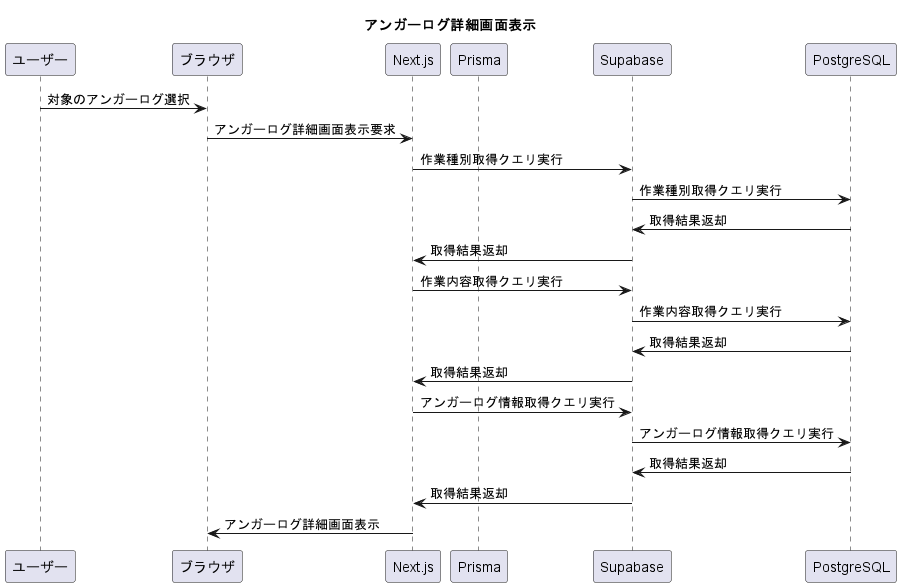 アンガーログ詳細画面表示
ユーザー
ブラウザ
Next.js
Prisma
Supabase
PostgreSQL
対象のアンガーログ選択
アンガーログ詳細画面表示要求
作業種別取得クエリ実行
作業種別取得クエリ実行
取得結果返却
取得結果返却
作業内容取得クエリ実行
作業内容取得クエリ実行
取得結果返却
取得結果返却
アンガーログ情報取得クエリ実行
アンガーログ情報取得クエリ実行
取得結果返却
取得結果返却
アンガーログ詳細画面表示
ユーザー
ブラウザ
Next.js
Prisma
Supabase
PostgreSQL